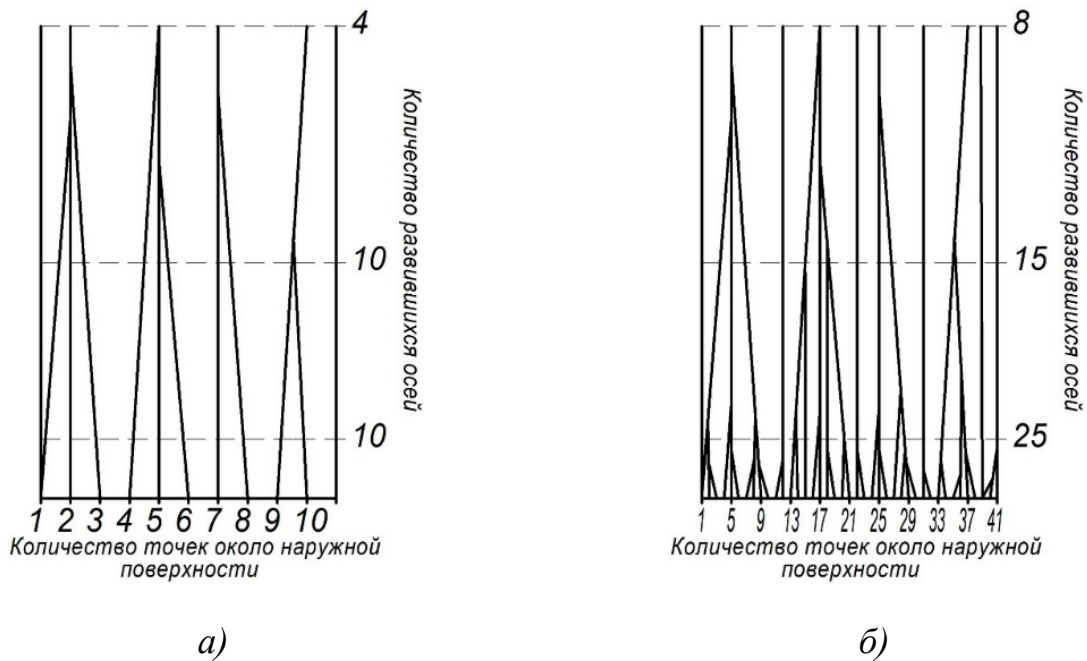 4
10
10
Количество развившихся осей
1 2 3 4 5 6 7 8 9 10
Количество точек около наружной
поверхности
а)
8
15
25
Количество развившихся осей
1 5 9 13 17 21 25 29 33 37 41
Количество точек около наружной
поверхности
б)